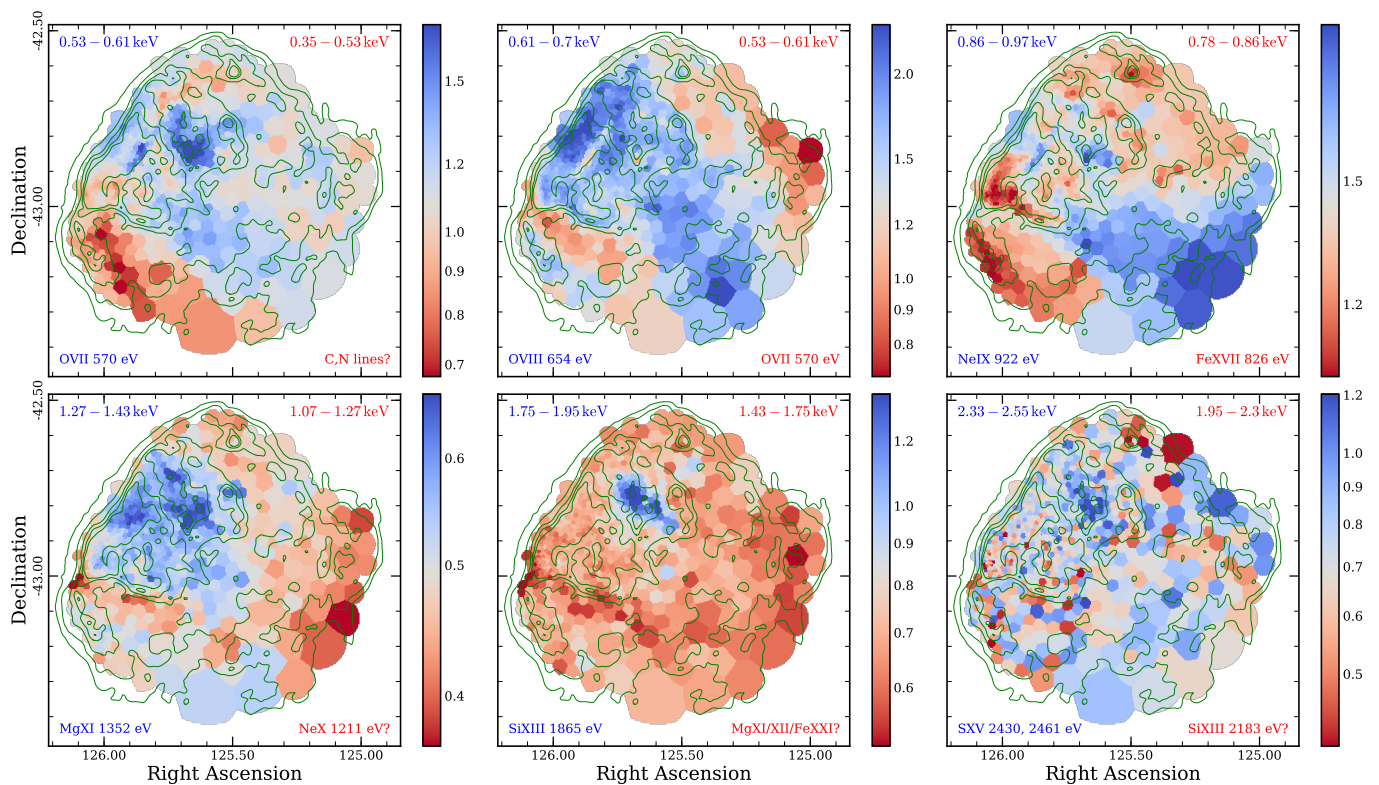 0.53 − 0.61 keV 0.35 − 0.53 keV
OVII 570 eV C,N lines?
1.5
1.2
1.0
0.9
0.8
0.7
0.61 − 0.7 keV 0.53 − 0.61 keV
OVIII 654 eV OVII 570 eV
2.0
1.5
1.2
1.0
0.9
0.8
0.86 − 0.97 keV 0.78 − 0.86 keV
NeIX 922 eV FeXVII 826 eV
1.5
1.2
-42.50
-43.00
Declination
1.27 − 1.43 keV 1.07 − 1.27 keV
MgXI 1352 eV NeX 1211 eV?
0.6
0.5
0.4
1.75 − 1.95 keV 1.43 − 1.75 keV
SiXIII 1865 eV MgXI/XII/FeXXI?
1.2
1.0
0.9
0.8
0.7
0.6
2.33 − 2.55 keV 1.95 − 2.3 keV
SXV 2430, 2461 eV SiXIII 2183 eV?
1.2
1.0
0.9
0.8
0.7
0.6
0.5
-42.50
-43.00
Declination
126.00 125.50 125.00
Right Ascension
126.00 125.50 125.00
Right Ascension
126.00 125.50 125.00
Right Ascension